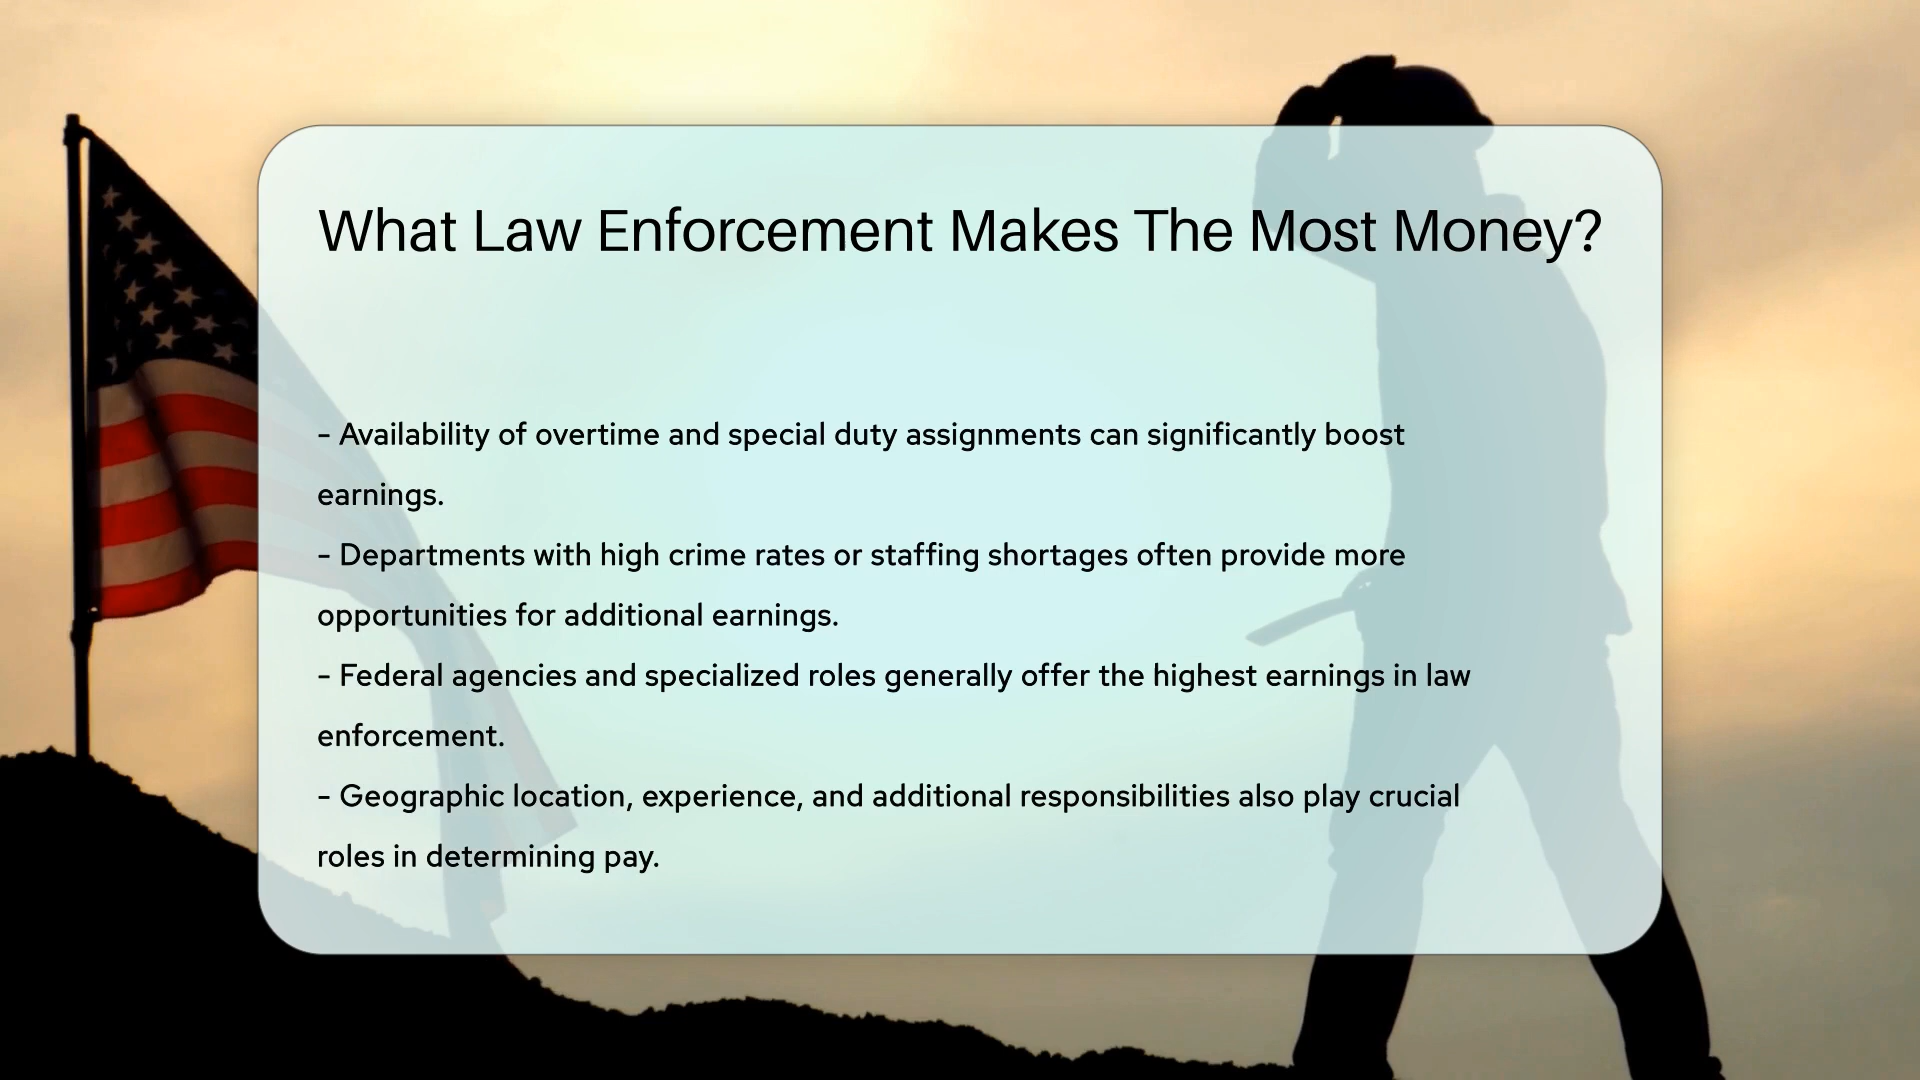 What Law Enforcement Makes The Most Money?
– Availability of overtime and special duty assignments can significantly boost
earnings.
– Departments with high crime rates or staffing shortages often provide more
opportunities for additional earnings.
– Federal agencies and specialized roles generally offer the highest earnings in law
enforcement.
– Geographic location, experience, and additional responsibilities also play crucial
roles in determining pay.